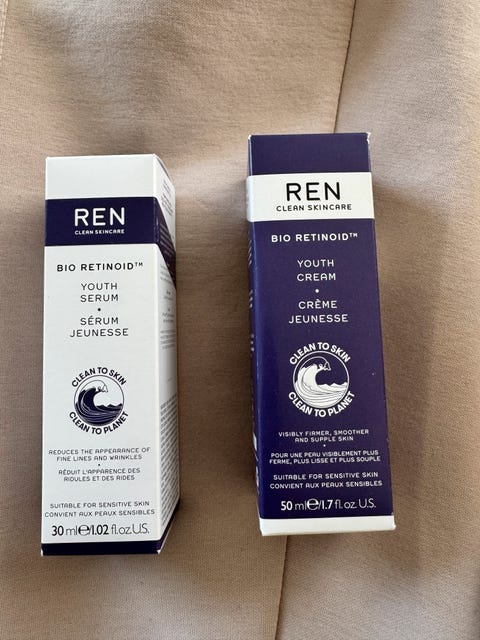 REN
CLEAN SKINCARE
BIO RETINOID™
YOUTH
SERUM
•
SÉRUM
JEUNESSE
CLEAN TO SKIN
CLEAN TO PLANET
REDUCES THE APPEARANCE OF
FINE LINES AND WRINKLES
•
RÉDUIT L'APPARENCE DES
RIDULES ET DES RIDES
SUITABLE FOR SENSITIVE SKIN
CONVIENT AUX PEAUX SENSIBLES
30 ml℮/1.02 fl.oz.U.S.
REN
CLEAN SKINCARE
BIO RETINOID™
YOUTH
CREAM
•
CRÈME
JEUNESSE
CLEAN TO SKIN
CLEAN TO PLANET
VISIBLY FIRMER, SMOOTHER
AND SUPPLE SKIN
•
POUR UNE PEAU VISIBLEMENT PLUS
FERME, PLUS LISSE ET PLUS SOUPLE
SUITABLE FOR SENSITIVE SKIN
CONVIENT AUX PEAUX SENSIBLES
50 ml℮/1.7 fl.oz. U.S.